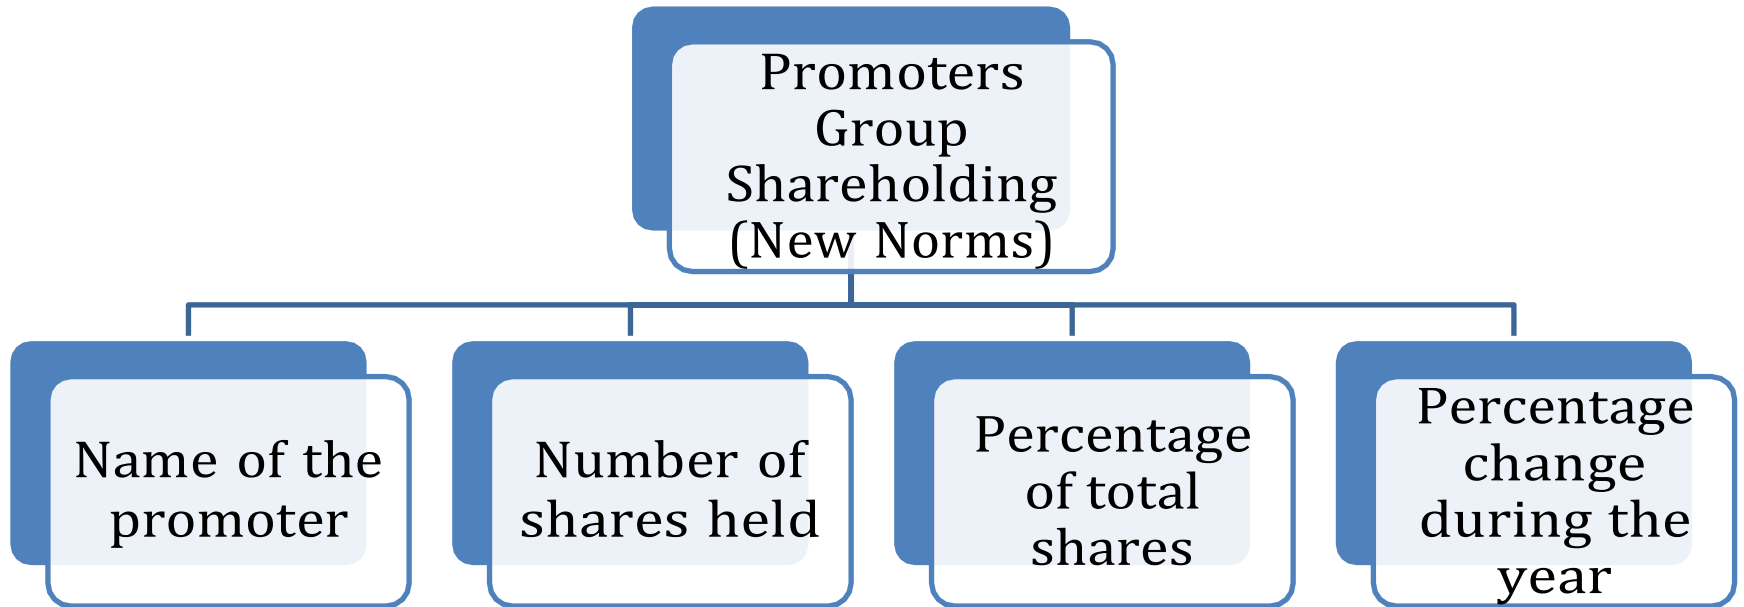 Promoters
Group
Shareholding
(New Norms)
Name of the
promoter
Number of
shares held
Percentage
of total
shares
Percentage
change
during the
year